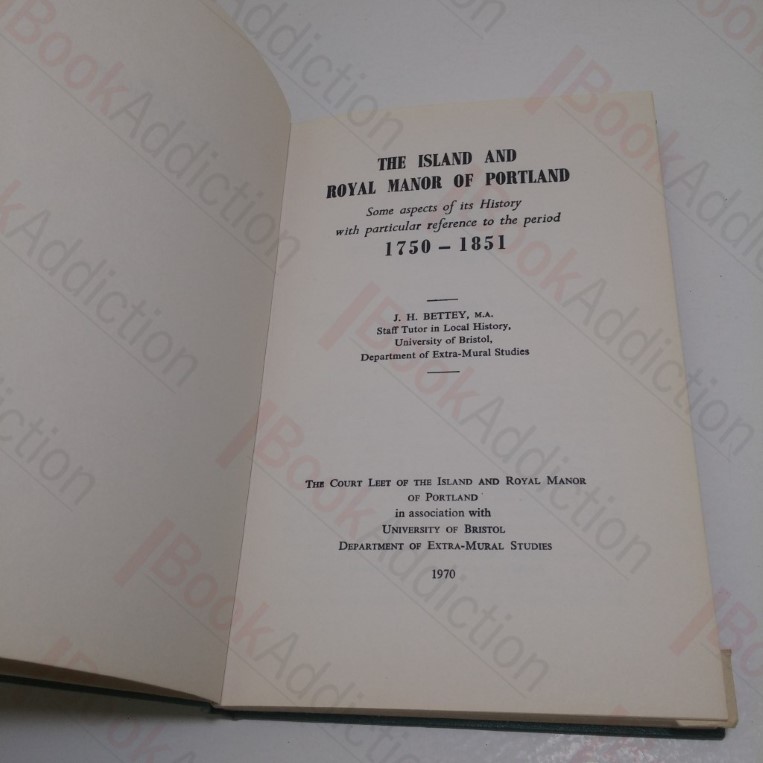 THE ISLAND AND
ROYAL MANOR OF PORTLAND
Some aspects of its History
with particular reference to the period
1750 – 1851
J. H. BETTEY, M.A.
Staff Tutor in Local History,
University of Bristol,
Department of Extra-Mural Studies
THE COURT LEET OF THE ISLAND AND ROYAL MANOR
OF PORTLAND
in association with
UNIVERSITY OF BRISTOL
DEPARTMENT OF EXTRA-MURAL STUDIES
1970
BookAddiction